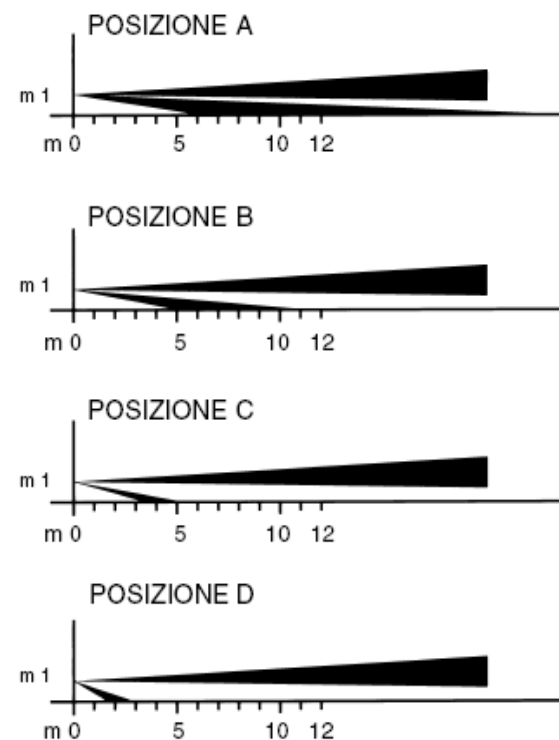 POSIZIONE A
m 1
m 0 5 10 12
POSIZIONE B
m 1
m 0 5 10 12
POSIZIONE C
m 1
m 0 5 10 12
POSIZIONE D
m 1
m 0 5 10 12